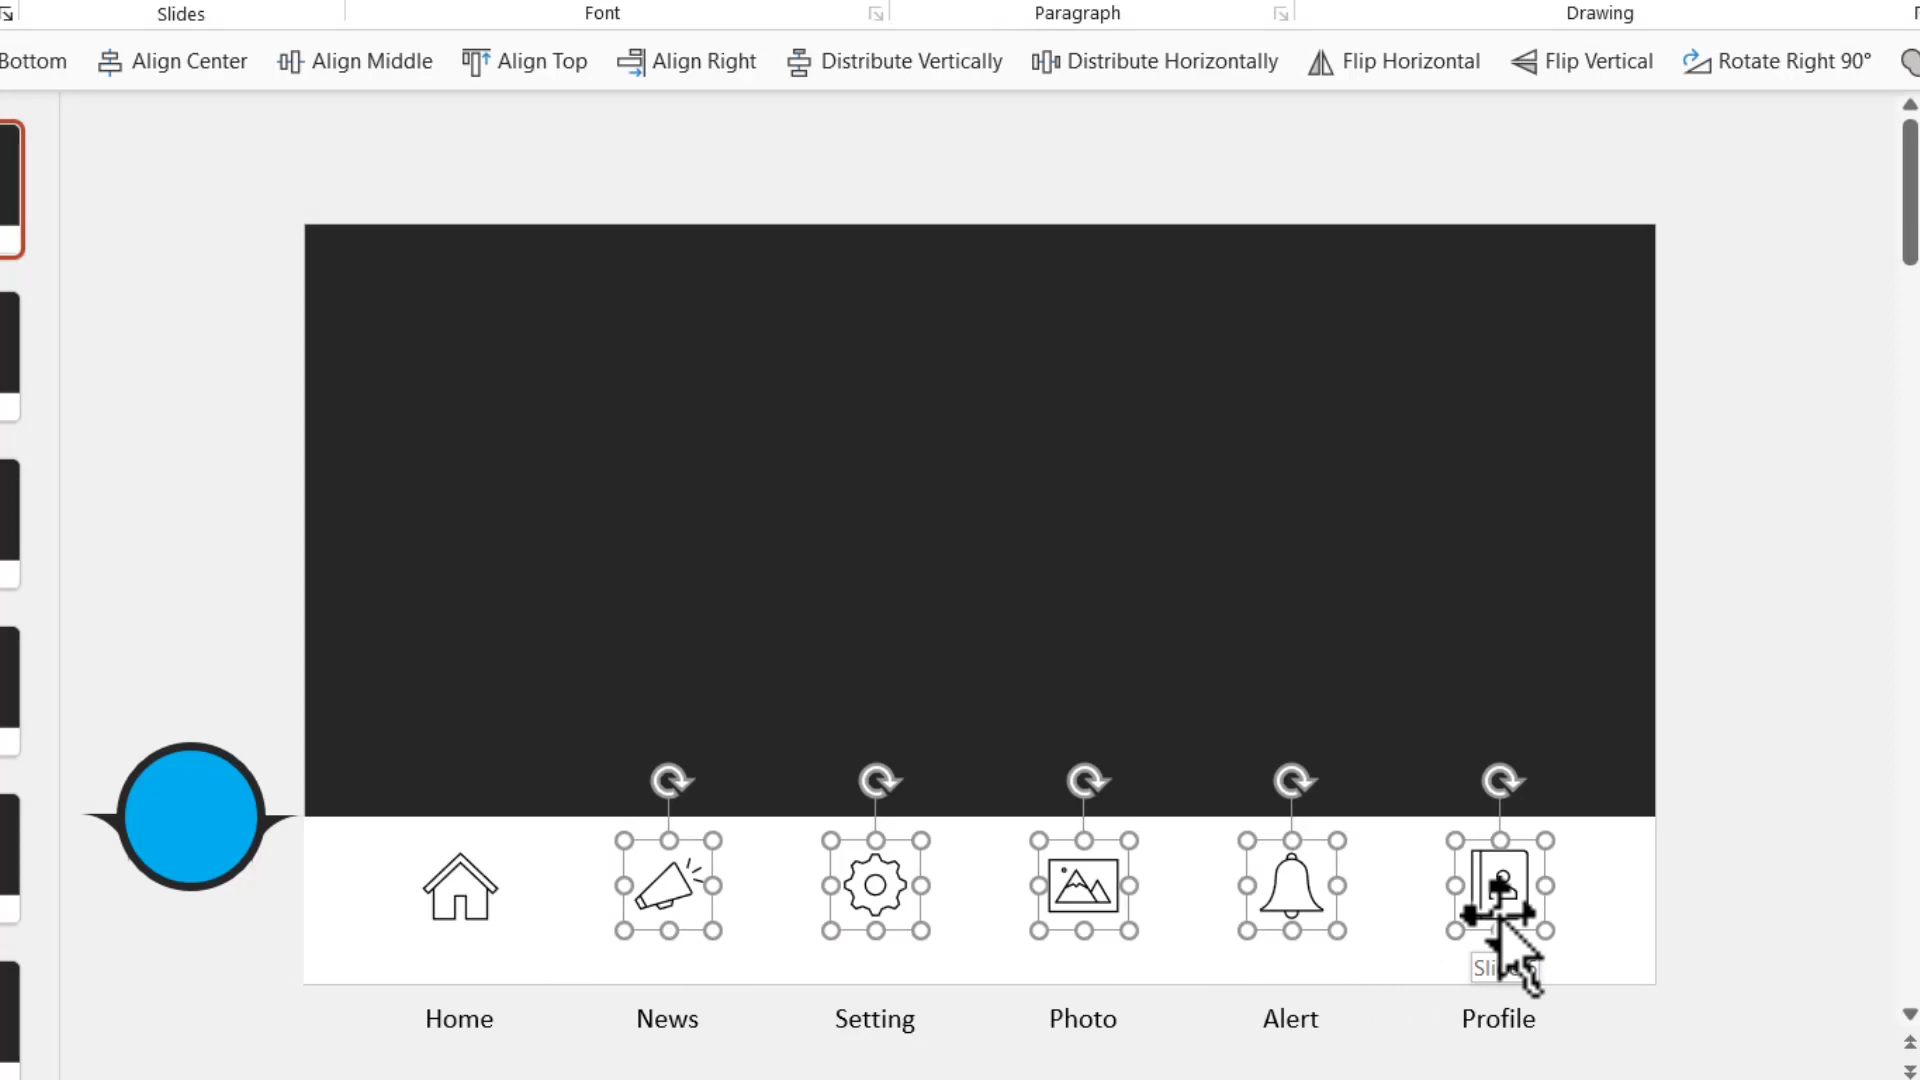 Slides Font Paragraph Drawing
Bottom Align Center Align Middle Align Top Align Right Distribute Vertically Distribute Horizontally Flip Horizontal Flip Vertical Rotate Right 90°
Home News Setting Photo Alert Profile